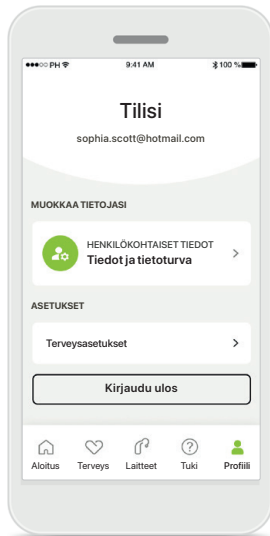 PH
9:41 AM
100 %
Tilisi
sophia.scott@hotmail.com
MUOKKAA TIETOJASI
HENKILÖKOHTAISET TIEDOT
Tiedot ja tietoturva
ASETUKSET
Terveysasetukset
Kirjaudu ulos
Aloitus
Terveys
Laitteet
Tuki
Profiili